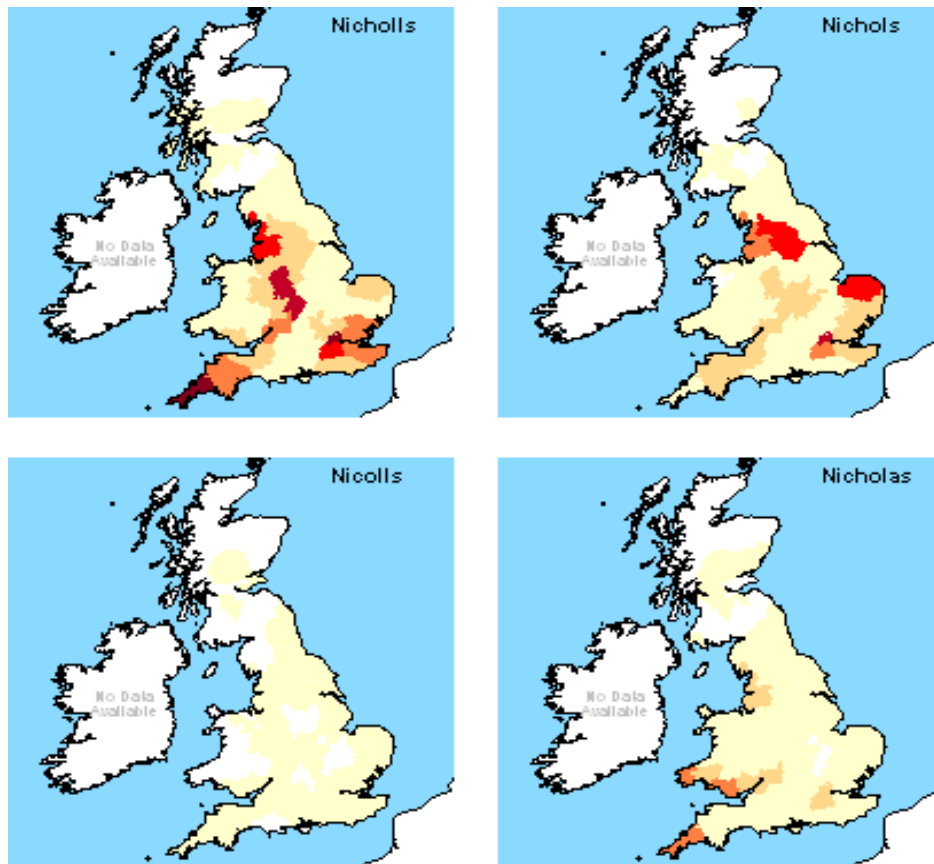 Nicholls
Nichols
No Data
Available
No Data
Available
Nicolls
Nicholas
No Data
Available
No Data
Available